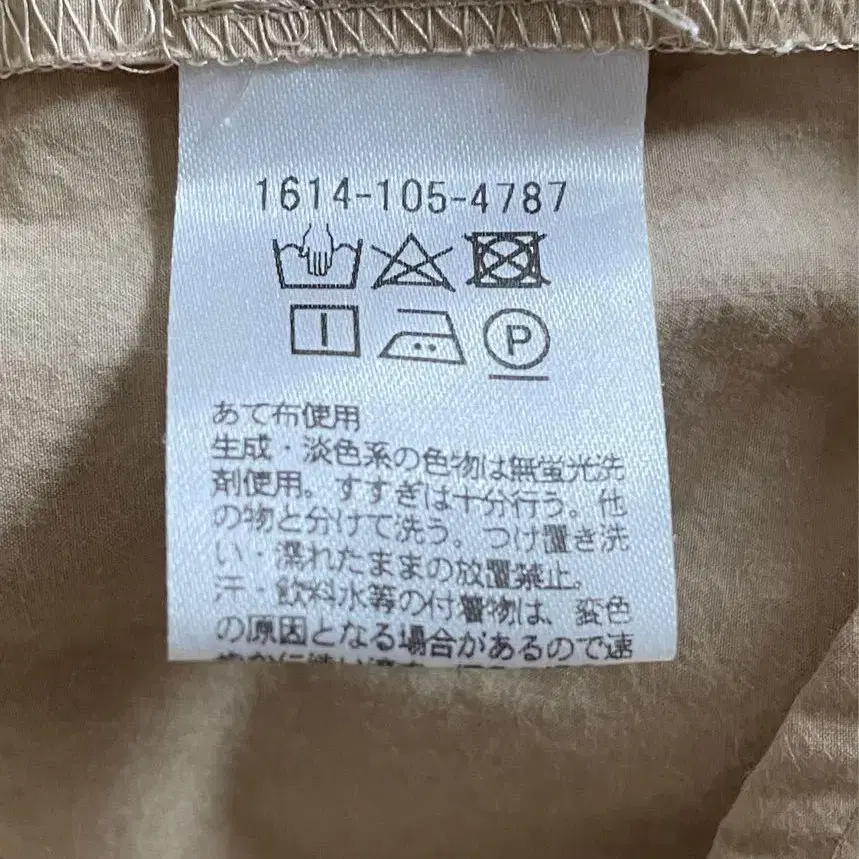 1614-105-4787
P
あて布使用
生成・淡色系の色物は無蛍光洗
剤使用。すすぎは十分行う。他
の物と分けて洗う。つけ置き洗
い・濡れたままの放置禁止。
汗・飲料水等の付着物は、変色
の原因となる場合があるので速